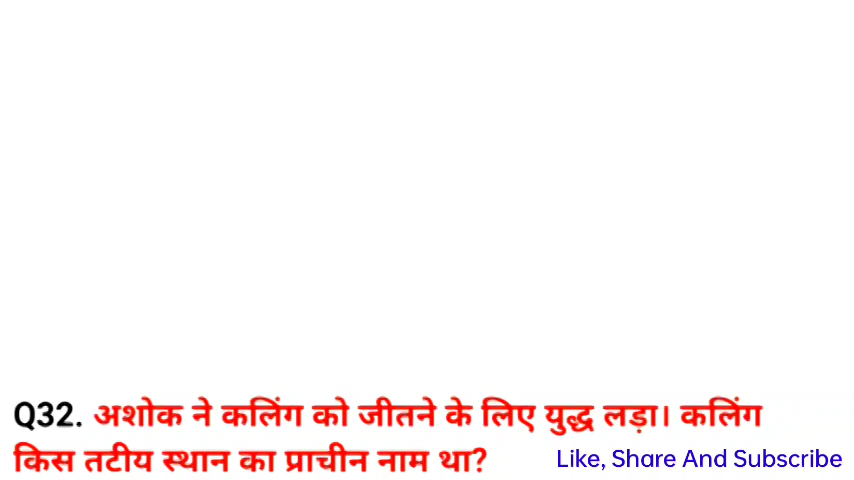 Q32. अशोक ने कलिंग को जीतने के लिए युद्ध लड़ा। कलिंग
किस तटीय स्थान का प्राचीन नाम था?
Like, Share And Subscribe